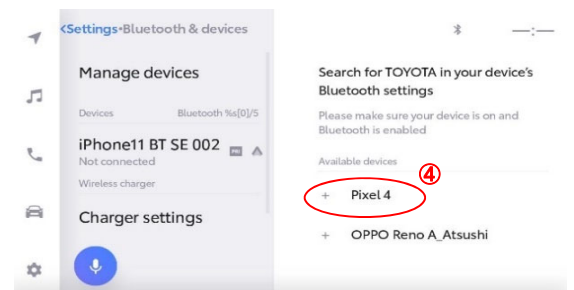 <Settings•Bluetooth & devices
Manage devices
Devices
Bluetooth %s[0]/5
iPhone11 BT SE 002
Not connected
Wireless charger
Charger settings
—:—
Search for TOYOTA in your device's
Bluetooth settings
Please make sure your device is on and
Bluetooth is enabled
Available devices
④
+ Pixel 4
+ OPPO Reno A_Atsushi